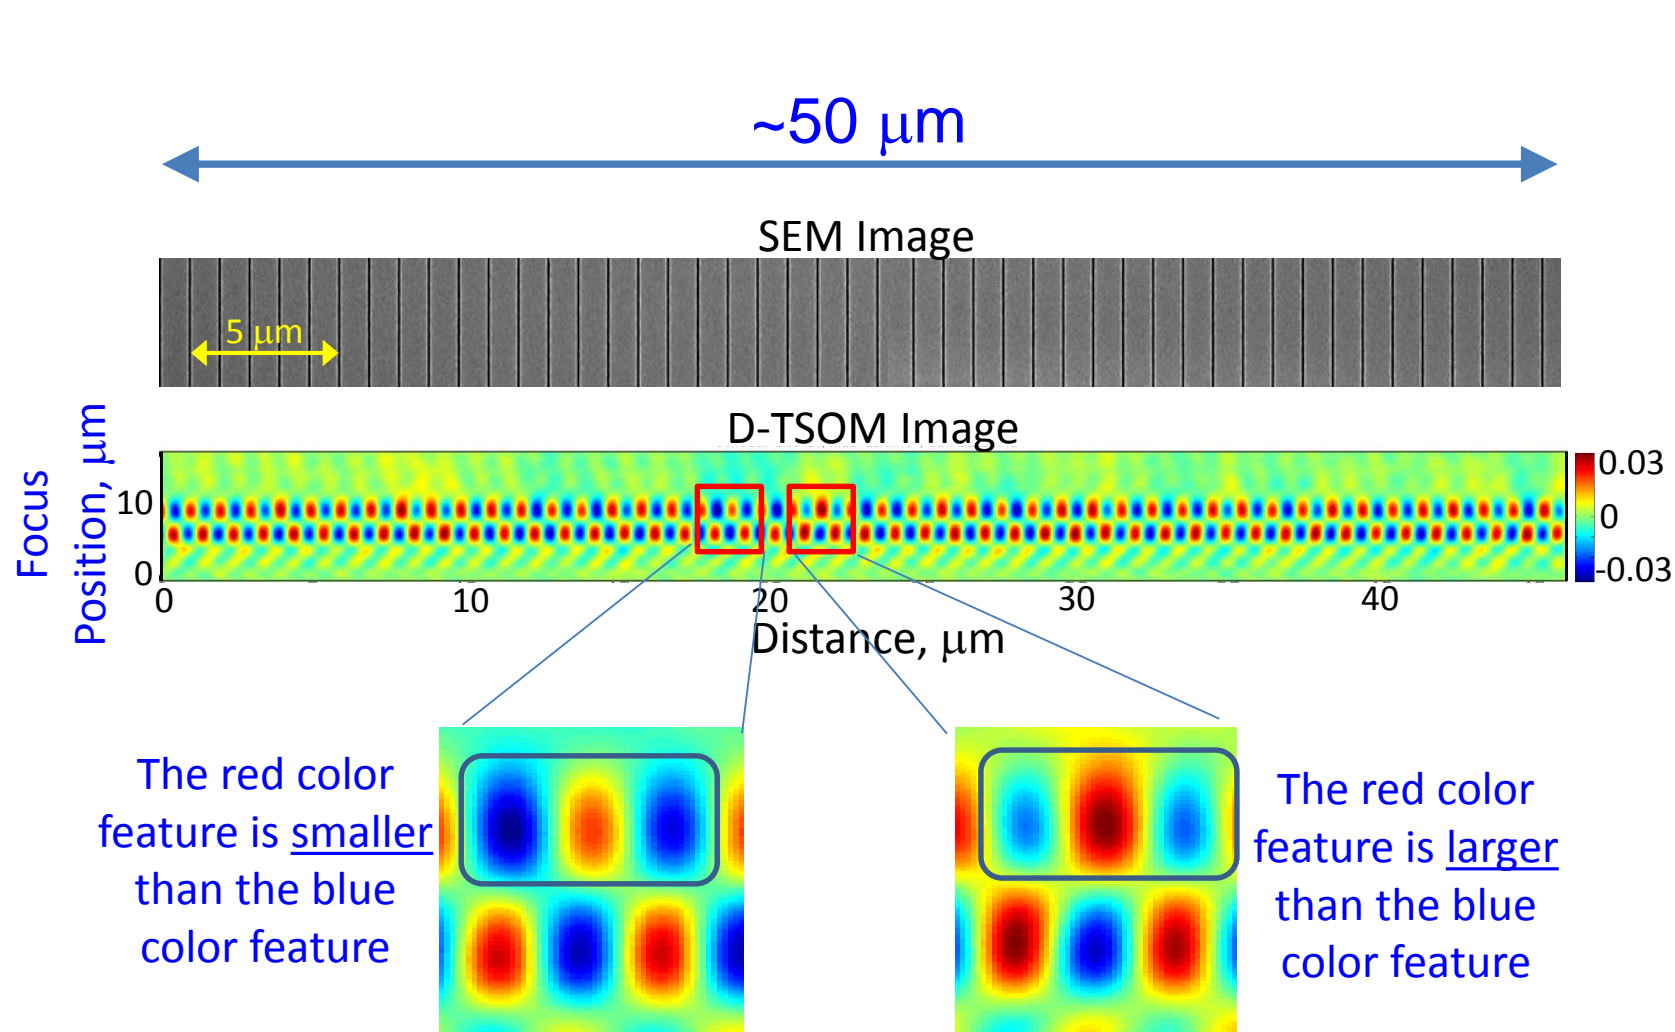 ~50 μm
SEM Image
5 μm
D-TSOM Image
Focus
Position, μm
10
0
0.03
0
-0.03
0
10
20
30
40
Distance, μm
The red color
feature is smaller
than the blue
color feature
The red color
feature is larger
than the blue
color feature